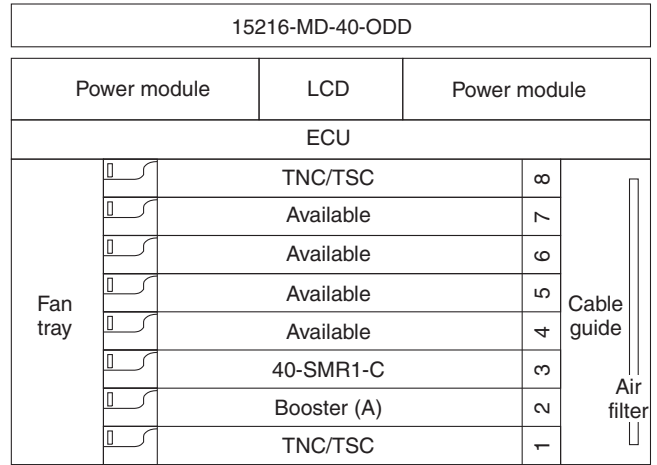 15216-MD-40-ODD
Power module LCD Power module
ECU
TNC/TSC 8
Available 7
Available 6
Available 5
Available 4
40-SMR1-C 3
Booster (A) 2
TNC/TSC 1
Fan
tray
Cable
guide
Air
filter